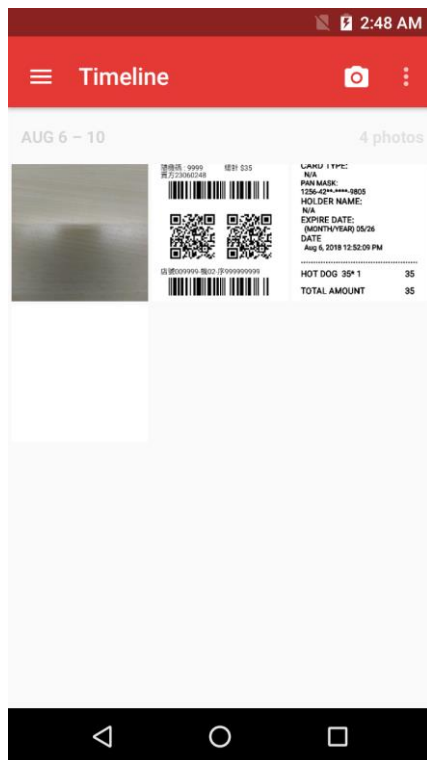 2:48 AM
Timeline
AUG 6 – 10
4 photos
隨機碼 : 9999 總計 $35
賣方23060248
店號009999-機02-序999999999
CARD TYPE:
N/A
PAN MASK:
1256-42**-****-9805
HOLDER NAME:
N/A
EXPIRE DATE:
(MONTH/YEAR) 05/26
DATE
Aug 6, 2018 12:52:09 PM
HOT DOG 35* 1 35
TOTAL AMOUNT 35